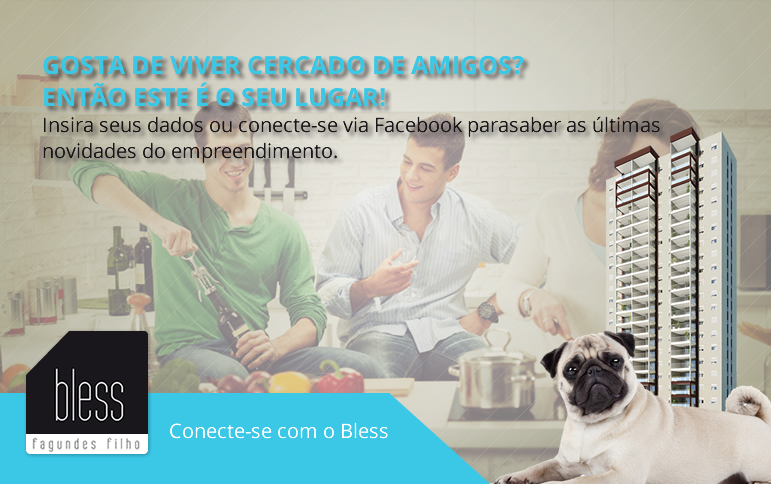 GOSTA DE VIVER CERCADO DE AMIGOS?
ENTÃO ESTE É O SEU LUGAR!
Insira seus dados ou conecte-se via Facebook parasaber as últimas
novidades do empreendimento.
bless
fagundes filho
Conecte-se com o Bless